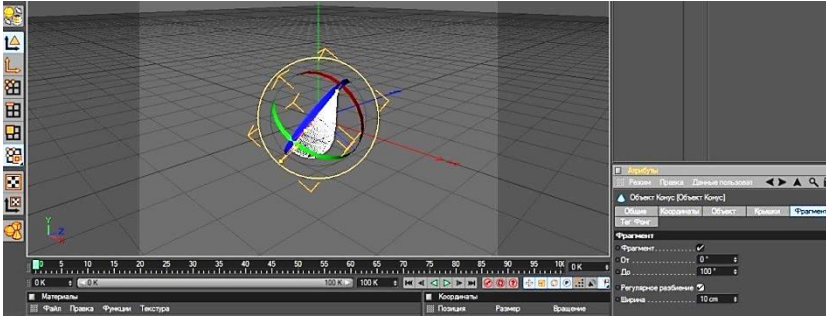 Атрибуты
Режим Правка Данные пользоват
Объект Конус [Объект Конус]
Общие Координаты Объект Крышки Фрагмент
Тег Фонг
Фрагмент
Фрагмент
От 0 °
До 100 °
Регулярное разбиение
Ширина 10 cm
Y
Z X
0 5 10 15 20 25 30 35 40 45 50 55 60 65 70 75 80 85 90 95 10( 0 K
0 K 0 K 100 K 100 K
Материалы
Файл Правка Функции Текстура
Координаты
Позиция Размер Вращение